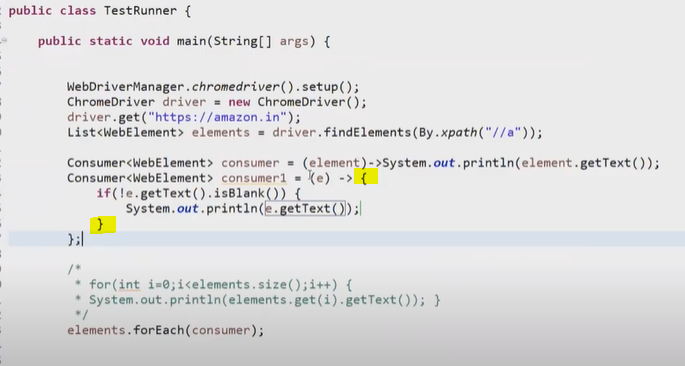 public class TestRunner {
public static void main(String[] args) {
WebDriverManager.chromedriver().setup();
ChromeDriver driver = new ChromeDriver();
driver.get("https://amazon.in");
List<WebElement> elements = driver.findElements(By.xpath("//a"));
Consumer<WebElement> consumer = (element)->System.out.println(element.getText());
Consumer<WebElement> consumer1 = (e) -> {
if(!e.getText().isBlank()) {
System.out.println(e.getText());
}
};
/*
* for(int i=0;i<elements.size();i++) {
* System.out.println(elements.get(i).getText()); }
*/
elements.forEach(consumer);